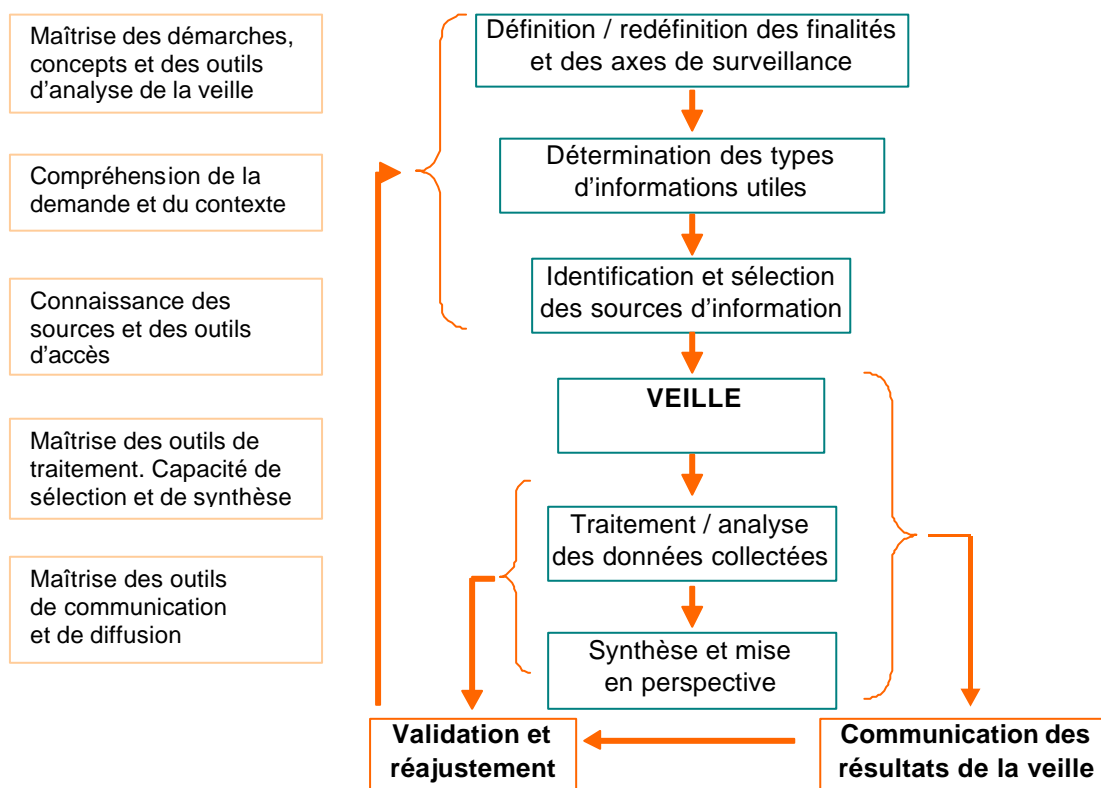 Maîtrise des démarches,
concepts et des outils
d'analyse de la veille
Compréhension de la
demande et du contexte
Connaissance des
sources et des outils
d'accès
Maîtrise des outils de
traitement. Capacité de
sélection et de synthèse
Maîtrise des outils
de communication
et de diffusion
Définition / redéfinition des finalités
et des axes de surveillance
Détermination des types
d'informations utiles
Identification et sélection
des sources d'information
VEILLE
Traitement / analyse
des données collectées
Synthèse et mise
en perspective
Validation et
réajustement
Communication des
résultats de la veille